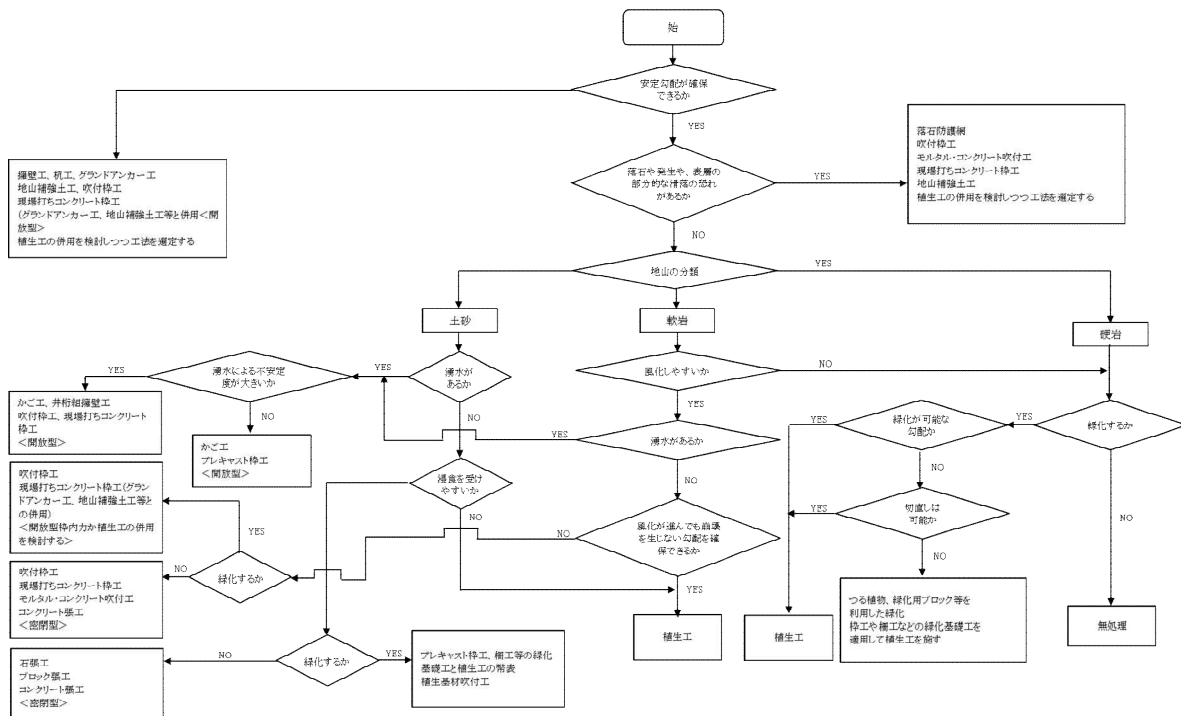 始
安定勾配が確保
できるか
YES
擁壁工、杭工、グランドアンカー工
地山補強土工、吹付枠工
現場打ちコンクリート枠工
(グランドアンカー工、地山補強土工等と併用<開
放型>
植生工の併用を検討しつつ工法を選定する
落石や発生や、表層の
部分的な滑落の恐れ
があるか
YES
落石防護網
吹付枠工
モルタル・コンクリート吹付工
現場打ちコンクリート枠工
地山補強土工
植生工の併用を検討しつつ工法を選定する
NO
地山の分類
YES
土砂
軟岩
硬岩
湧水による不安定
度が大きいか
YES
湧水
があるか
YES
風化しやすいか
NO
かご工、井桁組擁壁工
吹付枠工、現場打ちコンクリート
枠工
<開放型>
NO
かご工
プレキャスト枠工
<開放型>
NO
YES
湧水があるか
YES
緑化が可能な
勾配か
YES
緑化するか
YES
吹付枠工
現場打ちコンクリート枠工(グラン
ドアンカー工、地山補強土工等と
の併用)
<開放型枠内力か植生工の併用
を検討する>
浸食を受け
やすいか
NO
NO
NO
切直しは
可能か
YES
YES
風化が進んでも崩壊
を生じない勾配を確
保できるか
NO
NO
NO
緑化するか
NO
吹付枠工
現場打ちコンクリート枠工
モルタル・コンクリート吹付工
コンクリート張工
<密閉型>
YES
植生工
植生工
つる植物、緑化用ブロック等を
利用した緑化
枠工や柵工などの緑化基礎工を
適用して植生工を施す
無処理
石張工
ブロック張工
コンクリート張工
<密閉型>
NO
緑化するか
YES
プレキャスト枠工、柵工等の緑化
基礎工と植生工の幣表
植生基材吹付工